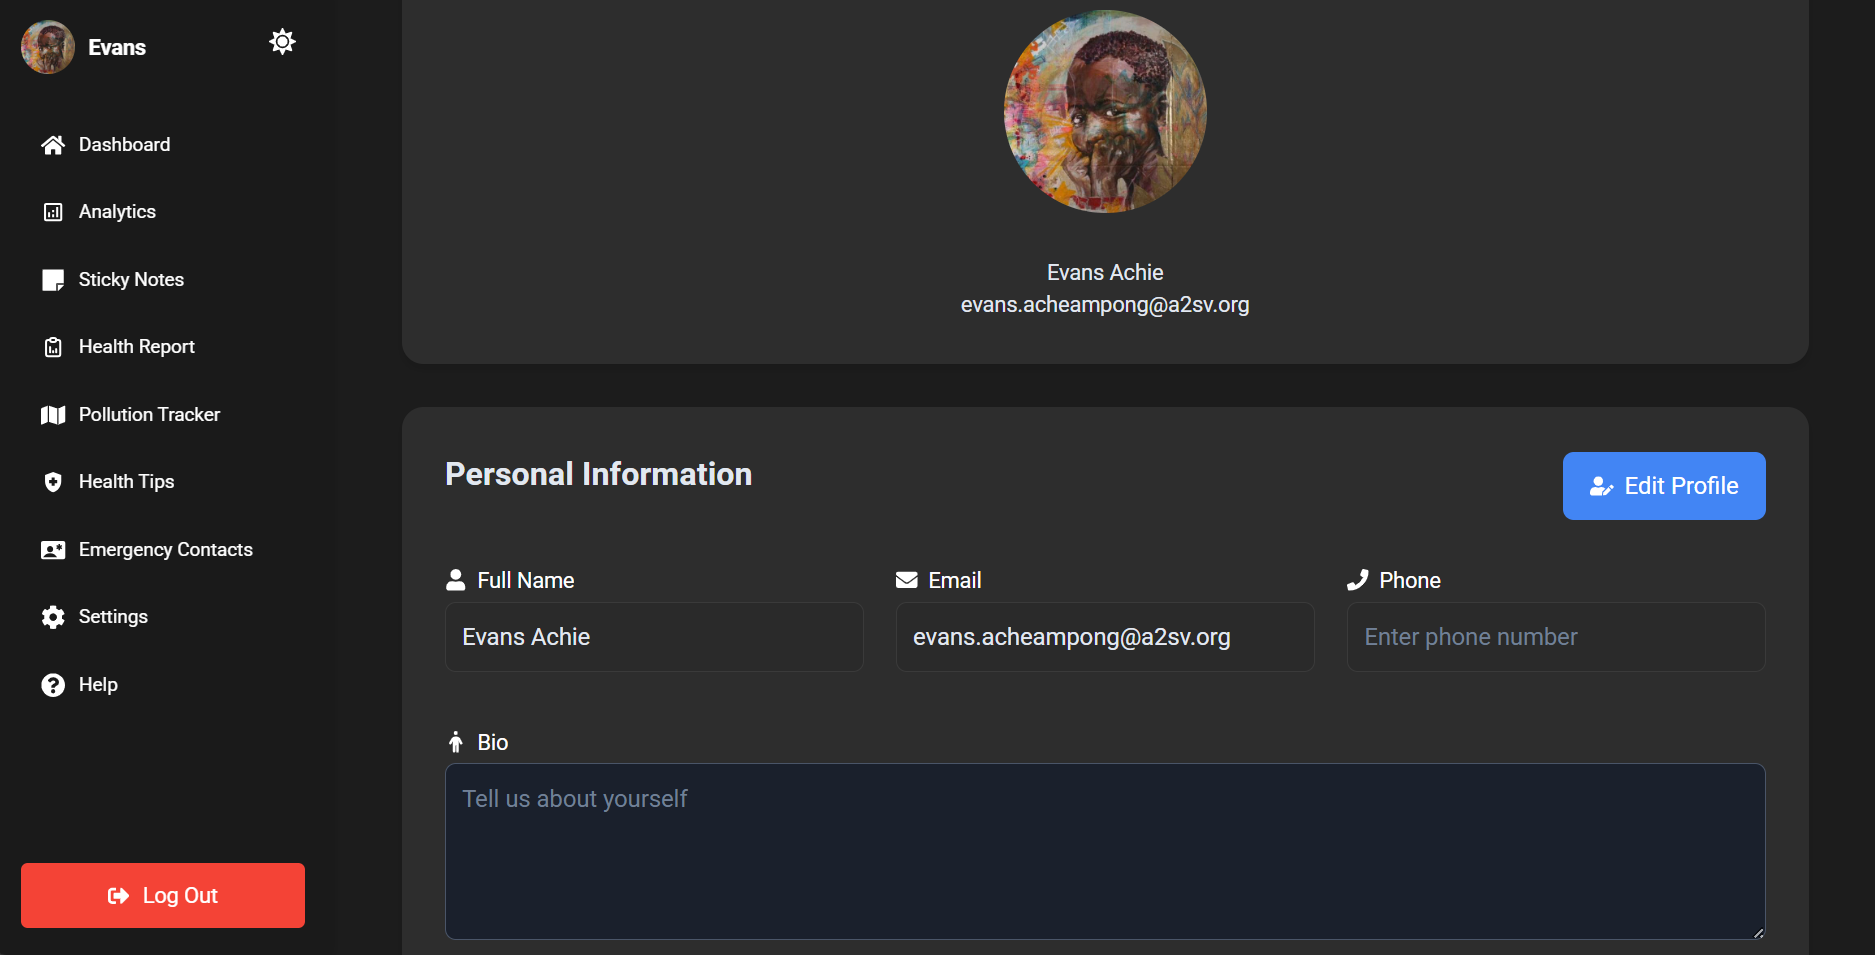 Evans
Dashboard
Analytics
Sticky Notes
Health Report
Pollution Tracker
Health Tips
Emergency Contacts
Settings
Help
Log Out
Evans Achie
evans.acheampong@a2sv.org
Personal Information
Edit Profile
Full Name
Evans Achie
Email
evans.acheampong@a2sv.org
Phone
Enter phone number
Bio
Tell us about yourself